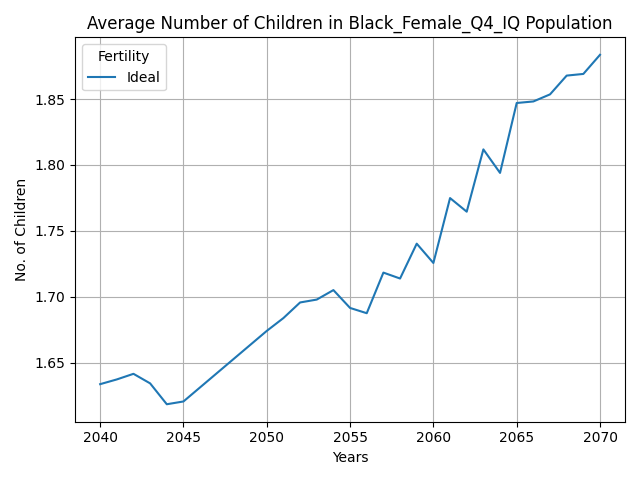 Average Number of Children in Black_Female_Q4_IQ Population
Fertility
Ideal
No. of Children
1.85
1.80
1.75
1.70
1.65
2040 2045 2050 2055 2060 2065 2070
Years